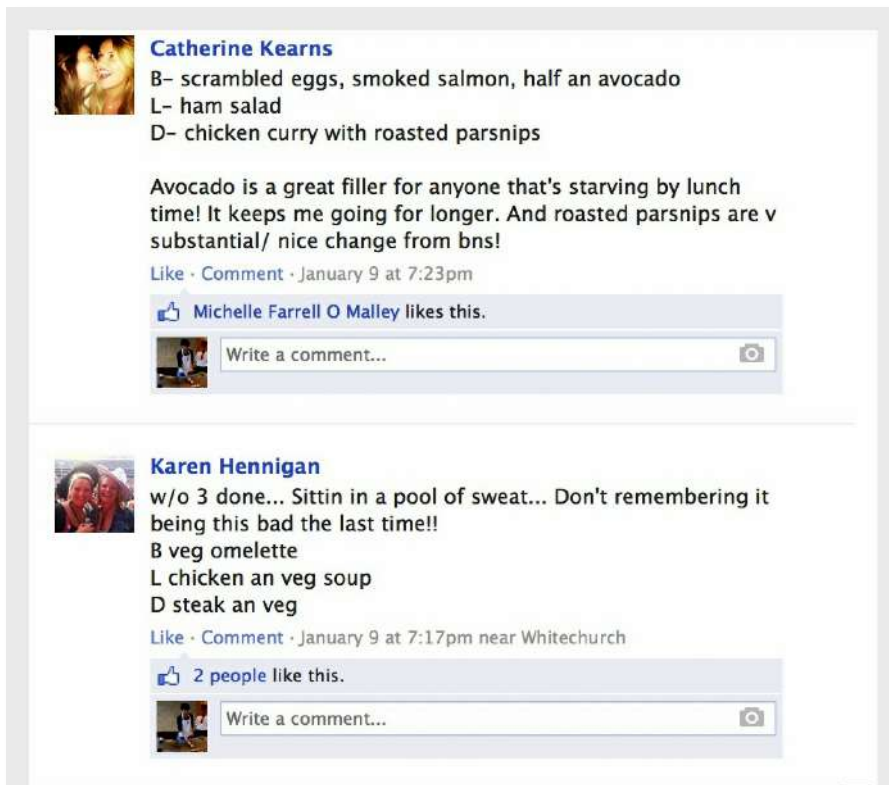 Catherine Kearns
B- scrambled eggs, smoked salmon, half an avocado
L- ham salad
D- chicken curry with roasted parsnips
Avocado is a great filler for anyone that's starving by lunch
time! It keeps me going for longer. And roasted parsnips are v
substantial/ nice change from bns!
Like · Comment · January 9 at 7:23pm
Michelle Farrell O Malley likes this.
Write a comment...
Karen Hennigan
w/o 3 done... Sittin in a pool of sweat... Don't remembering it
being this bad the last time!!
B veg omelette
L chicken an veg soup
D steak an veg
Like · Comment · January 9 at 7:17pm near Whitechurch
2 people like this.
Write a comment...